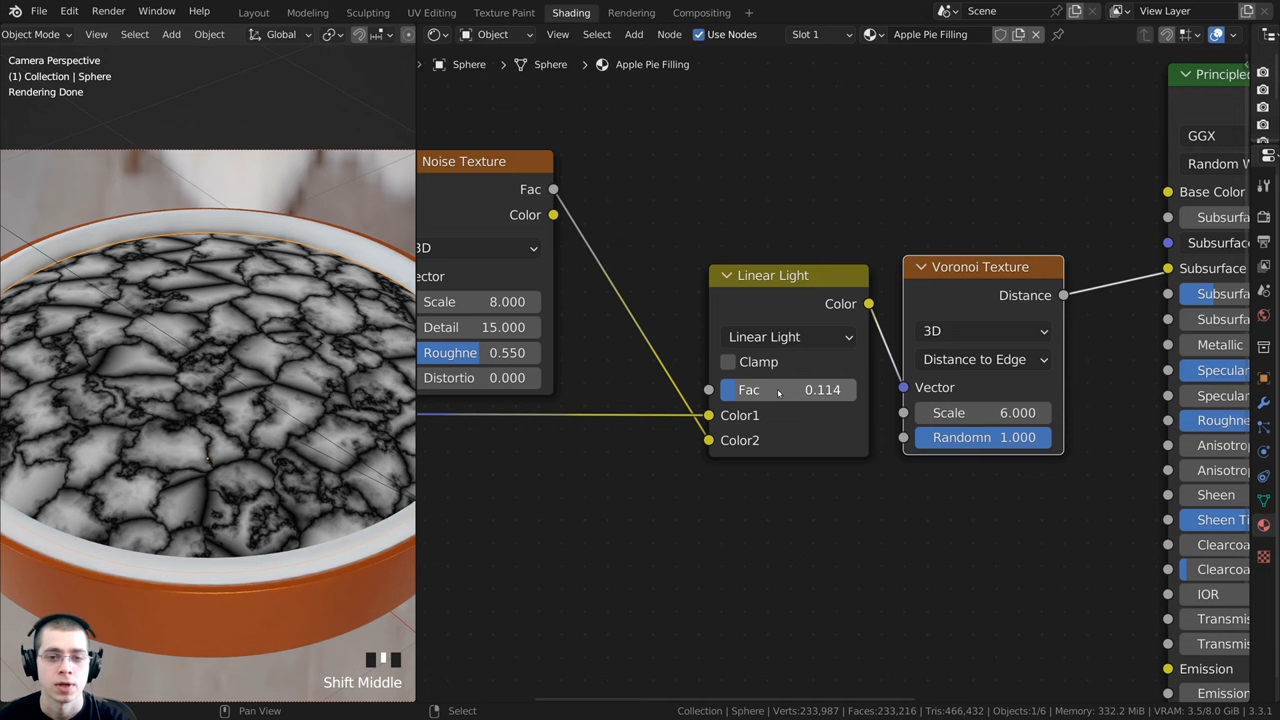 File Edit Render Window Help Layout Modeling Sculpting UV Editing Texture Paint Shading Rendering Compositing Scene View Layer
Object Mode View Select Add Object Global Object View Select Add Node Use Nodes Slot 1 Apple Pie Filling
Camera Perspective
(1) Collection | Sphere
Rendering Done
Sphere Sphere Apple Pie Filling
Noise Texture
Fac
Color
3D
ector
Scale 8.000
Detail 15.000
Roughne 0.550
Distortio 0.000
Linear Light
Color
Linear Light
Clamp
Fac 0.114
Color1
Color2
Voronoi Texture
Distance
3D
Distance to Edge
Vector
Scale 6.000
Randomn 1.000
Principled
GGX
Random W
Base Color
Subsurfa
Subsurfac
Subsurface
Subsurfa
Subsurfa
Metallic
Specular
Specular
Roughne
Anisotro
Anisotro
Sheen
Sheen Ti
Clearcoa
Clearcoa
IOR
Transmis
Transmis
Emission
Emission
Shift Middle
Pan View Select Collection | Sphere | Verts:233,987 | Faces:233,216 | Tris:466,432 | Objects:1/6 | Memory: 332.2 MiB | VRAM: 3.5/8.0 GiB | 3.3.1